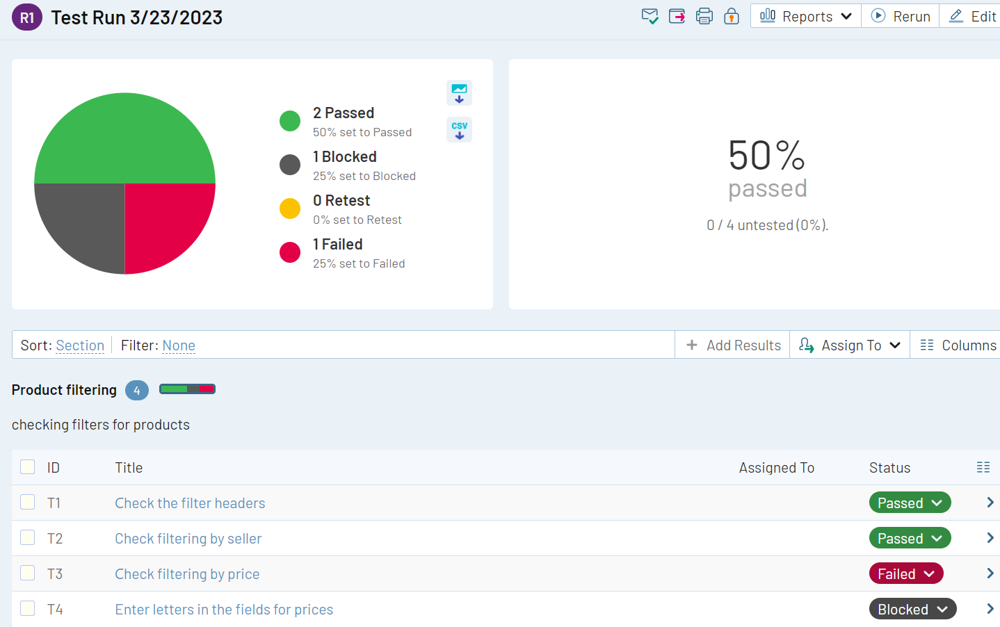 R1 Test Run 3/23/2023 Reports Rerun Edit
2 Passed
50% set to Passed
1 Blocked
25% set to Blocked
0 Retest
0% set to Retest
1 Failed
25% set to Failed
CSV
50%
passed
0 / 4 untested (0%).
Sort: Section Filter: None + Add Results Assign To Columns
Product filtering 4
checking filters for products
ID Title Assigned To Status
T1 Check the filter headers Passed
T2 Check filtering by seller Passed
T3 Check filtering by price Failed
T4 Enter letters in the fields for prices Blocked